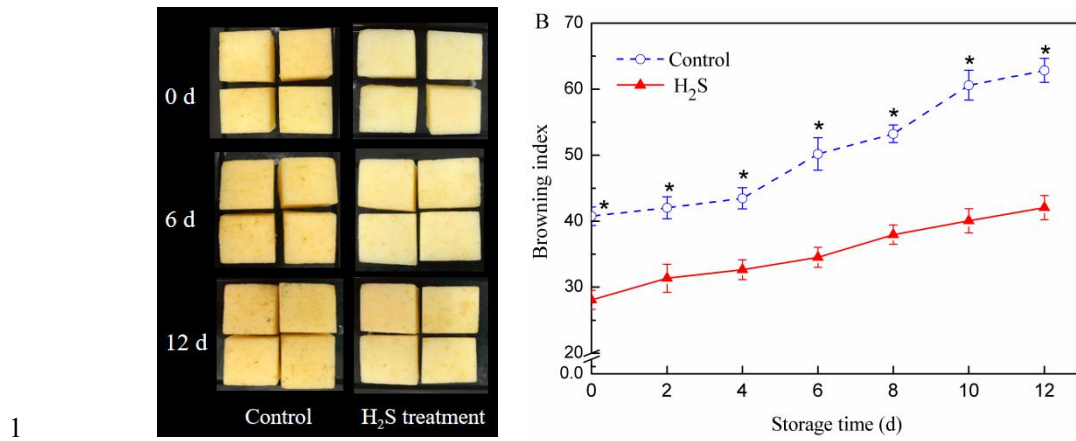 0 d
6 d
12 d
Control H₂S treatment
1
B
Control
H₂S
Browning index
70
60
50
40
30
20
0.0
0 2 4 6 8 10 12
Storage time (d)
* * * * * * *